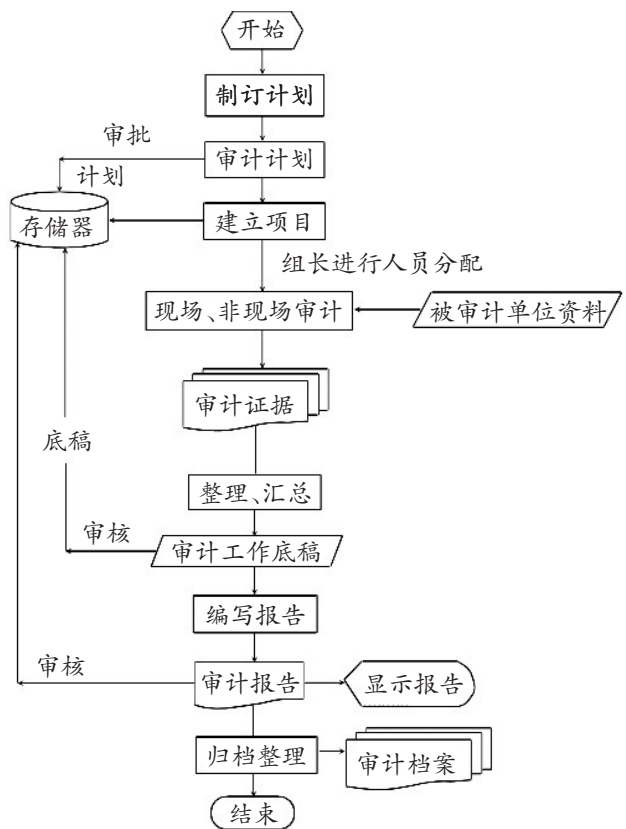 开始
制订计划
审批
审计计划
计划
存储器
建立项目
组长进行人员分配
现场、非现场审计
被审计单位资料
审计证据
底稿
整理、汇总
审核
审计工作底稿
编写报告
审核
审计报告
显示报告
归档整理
审计档案
结束